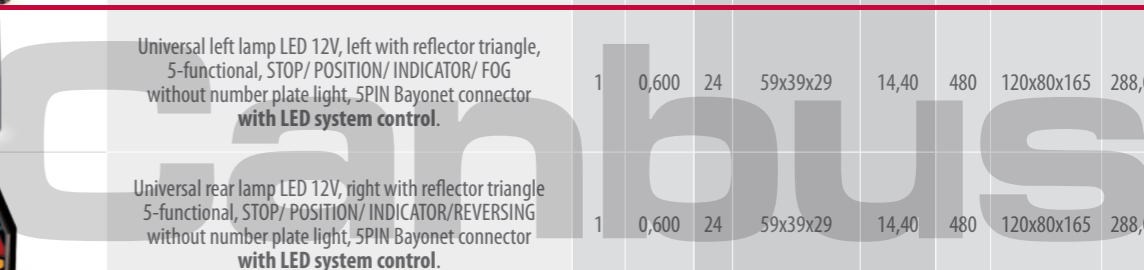 Universal left lamp LED 12V, left with reflector triangle,
5-functional, STOP/ POSITION/ INDICATOR/ FOG
without number plate light, 5PIN Bayonet connector
with LED system control.
1 0,600 24 59x39x29 14,40 480 120x80x165 288,
Canbus
Universal rear lamp LED 12V, right with reflector triangle
5-functional, STOP/ POSITION/ INDICATOR/REVERSING
without number plate light, 5PIN Bayonet connector
with LED system control.
1 0,600 24 59x39x29 14,40 480 120x80x165 288,